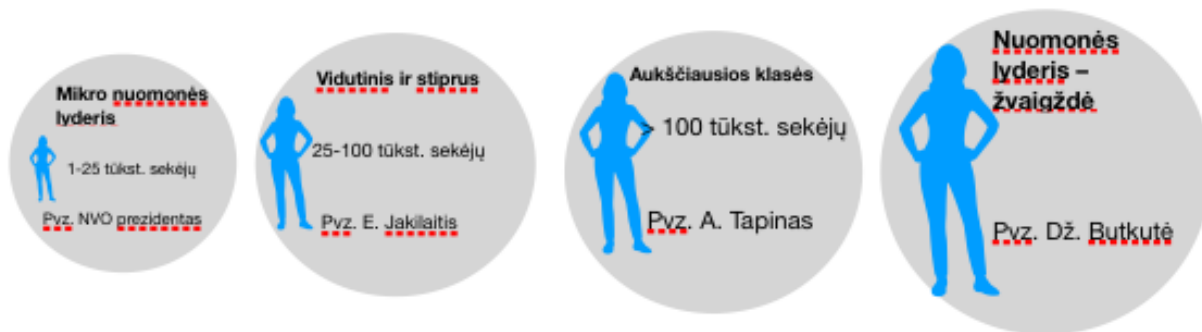 Mikro nuomonės
lyderis
1-25 tūkst. sekėjų
Pvz. NVO prezidentas
Vidutinis ir stiprus
25-100 tūkst. sekėjų
Pvz. E. Jakilaitis
Aukščiausios klasės
> 100 tūkst. sekėjų
Pvz. A. Tapinas
Nuomonės
lyderis –
žvaigždė
Pvz. Dž. Butkutė